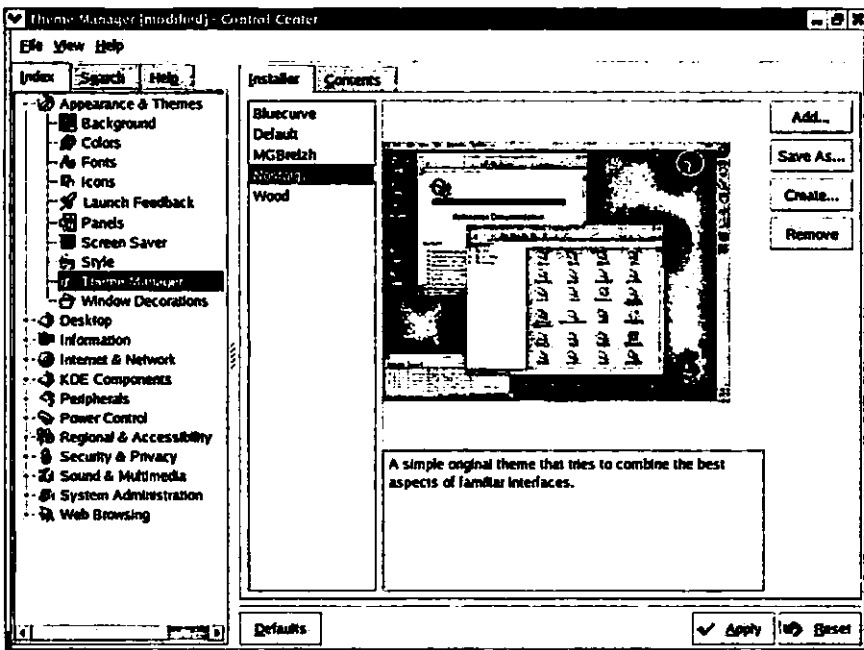 Theme Manager [modified] - Control Center
File View Help
Index Search Help
Appearance & Themes
Background
Colors
Fonts
Icons
Launch Feedback
Panels
Screen Saver
Style
Theme Manager
Window Decorations
Desktop
Information
Internet & Network
KDE Components
Peripherals
Power Control
Regional & Accessibility
Security & Privacy
Sound & Multimedia
System Administration
Web Browsing
Installer Contents
Bluecurve
Default
MGBreizh
Wood
Reference Documentation
A simple original theme that tries to combine the best
aspects of familiar interfaces.
Add...
Save As...
Create...
Remove
Defaults
Apply
Reset